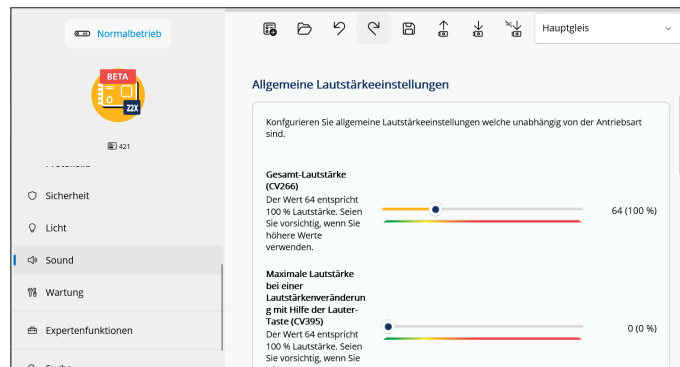 Normalbetrieb
Hauptgleis
BETA
Z2X
421
Sicherheit
Licht
Sound
Wartung
Expertenfunktionen
Allgemeine Lautstärkeeinstellungen
Konfgurieren Sie allgemeine Lautstärkeeinstellungen welche unabhängig von der Antriebsart
sind.
Gesamt-Lautstärke
(CV266)
Der Wert 64 entspricht
100 % Lautstärke. Seien
Sie vorsichtig, wenn Sie
höhere Werte
verwenden.
64 (100 %)
Maximale Lautstärke
bei einer
Lautstärkenveränderun
g mit Hilfe der Lauter-
Taste (CV395)
Der Wert 64 entspricht
100 % Lautstärke. Seien
Sie vorsichtig, wenn Sie
0 (0 %)